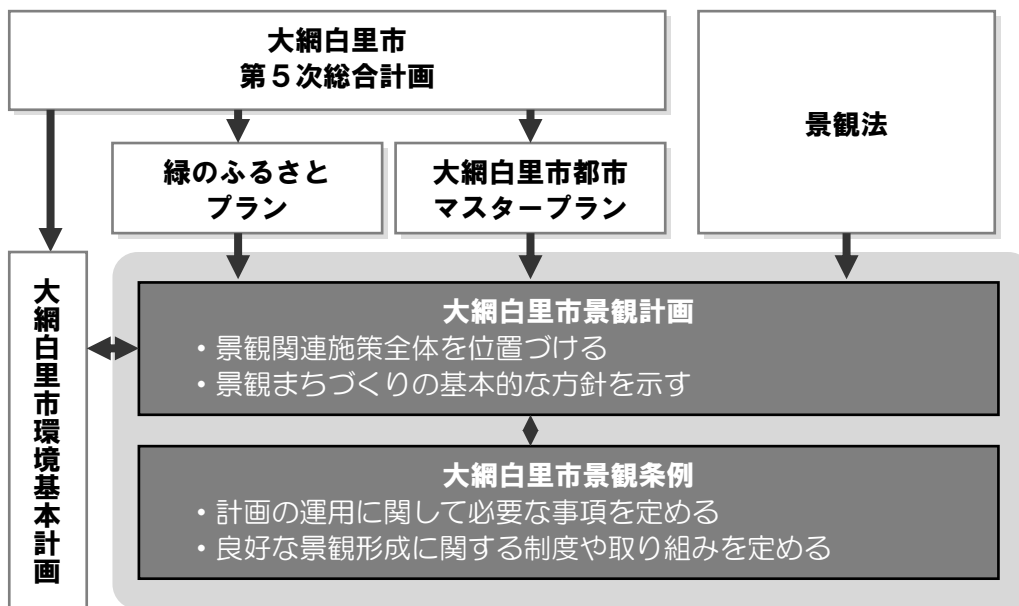 大網白里市
第５次総合計画
景観法
緑のふるさと
プラン
大網白里市都市
マスタープラン
大網白里市環境基本計画
大網白里市景観計画
・景観関連施策全体を位置づける
・景観まちづくりの基本的な方針を示す
大網白里市景観条例
・計画の運用に関して必要な事項を定める
・良好な景観形成に関する制度や取り組みを定める